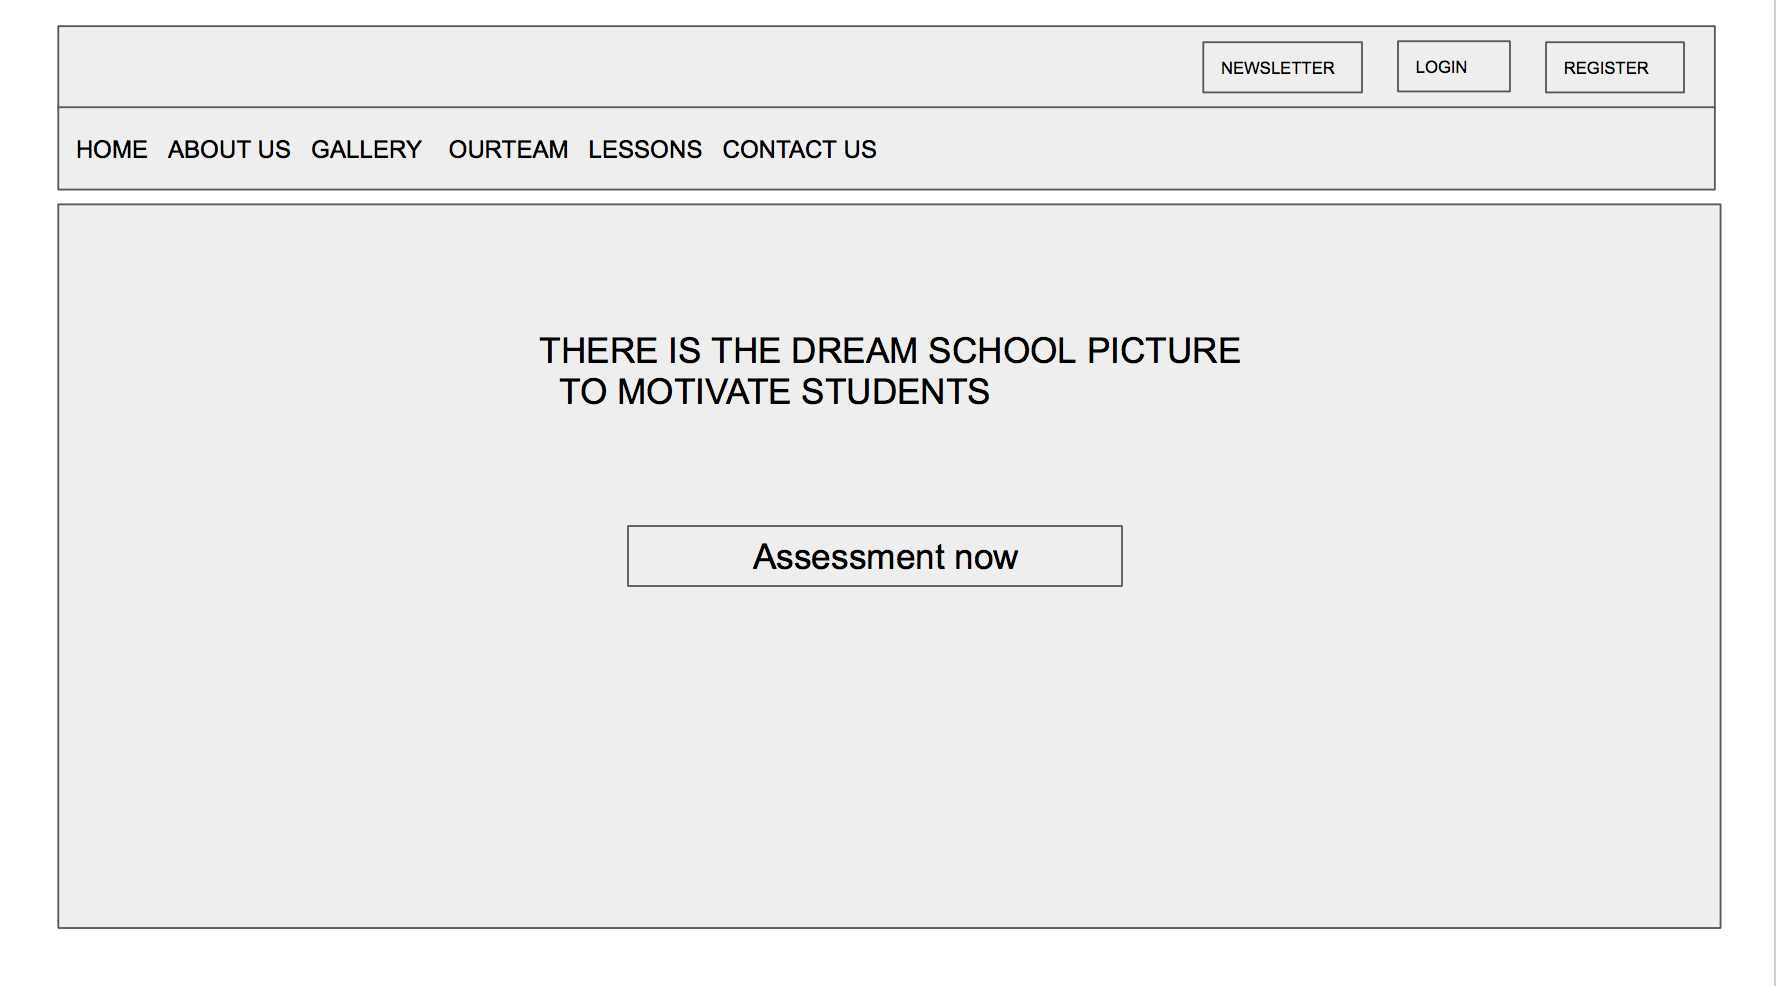 NEWSLETTER LOGIN REGISTER
HOME ABOUT US GALLERY OURTEAM LESSONS CONTACT US
THERE IS THE DREAM SCHOOL PICTURE
TO MOTIVATE STUDENTS
Assessment now